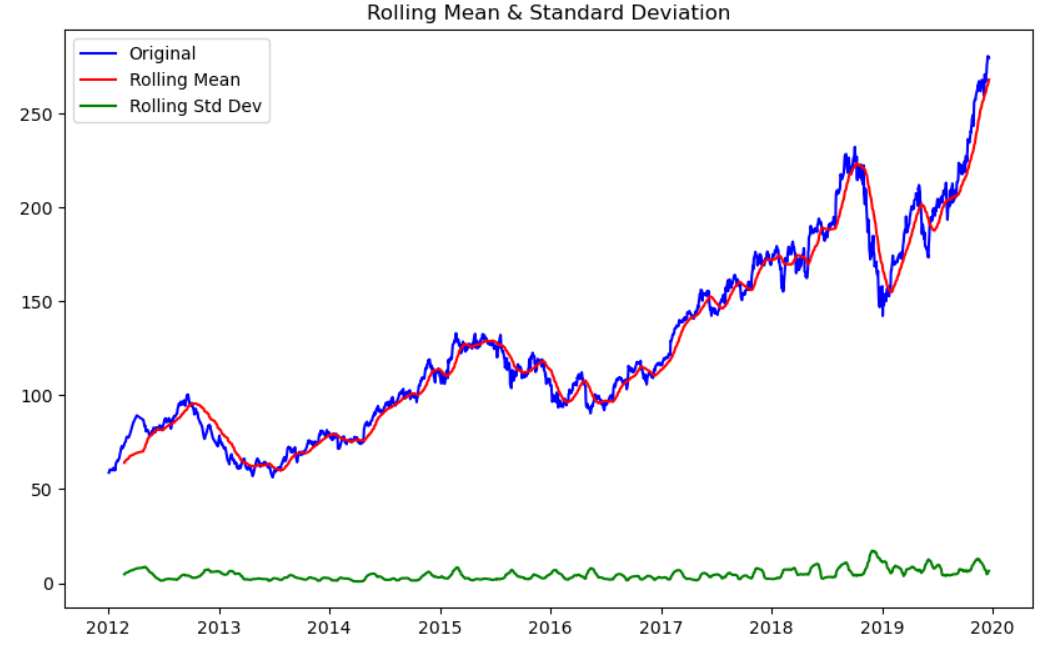 Rolling Mean & Standard Deviation
Original
Rolling Mean
Rolling Std Dev
250
200
150
100
50
0
2012 2013 2014 2015 2016 2017 2018 2019 2020